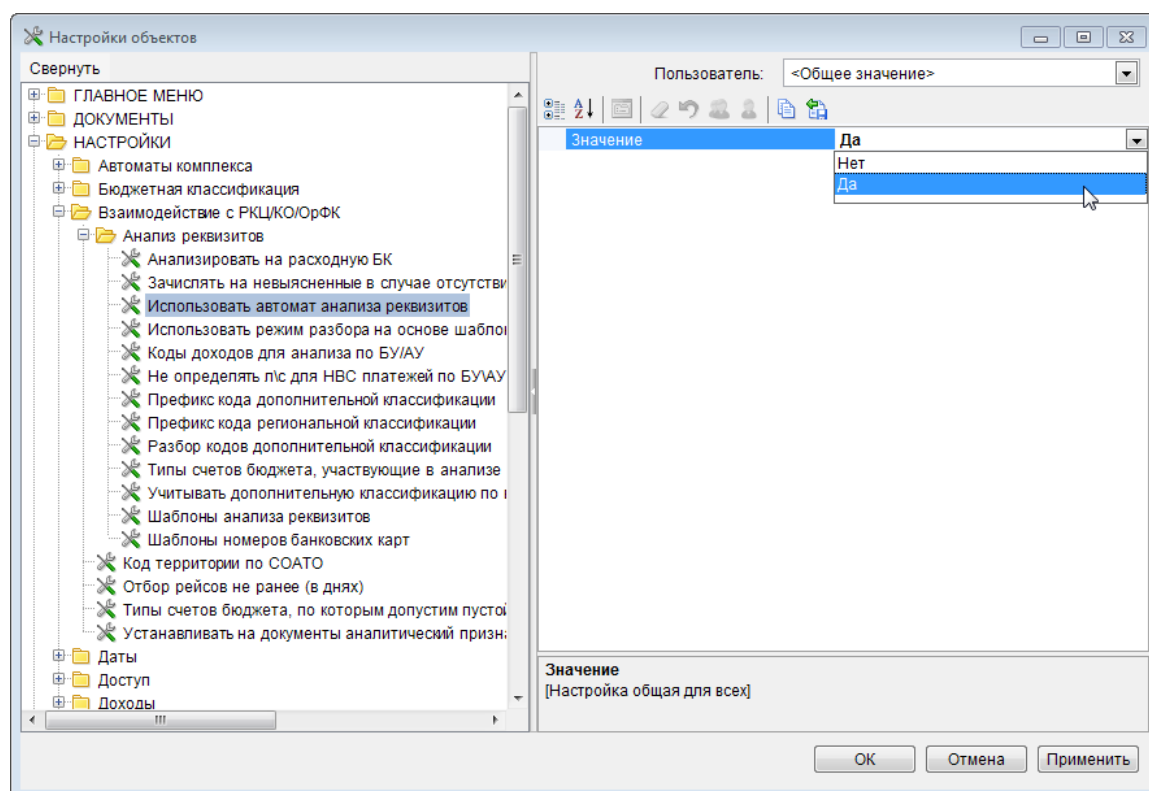 Настройки объектов
Свернуть
ГЛАВНОЕ МЕНЮ
ДОКУМЕНТЫ
НАСТРОЙКИ
Автоматы комплекса
Бюджетная классификация
Взаимодействие с РКЦ/КО/ОрФК
Анализ реквизитов
Анализировать на расходную БК
Зачислять на невыясненные в случае отсутстви
Использовать автомат анализа реквизитов
Использовать режим разбора на основе шабло
Коды доходов для анализа по БУ/АУ
Не определять л\с для НВС платежей по БУ\АУ
Префикс кода дополнительной классификации
Префикс кода региональной классификации
Разбор кодов дополнительной классификации
Типы счетов бюджета, участвующие в анализе
Учитывать дополнительную классификацию по
Шаблоны анализа реквизитов
Шаблоны номеров банковских карт
Код территории по СОАТО
Отбор рейсов не ранее (в днях)
Типы счетов бюджета, по которым допустим пусто
Устанавливать на документы аналитический призн
Даты
Доступ
Доходы
Пользователь: <Общее значение>
Значение Да
Нет
Да
Значение
[Настройка общая для всех]
ОК Отмена Применить